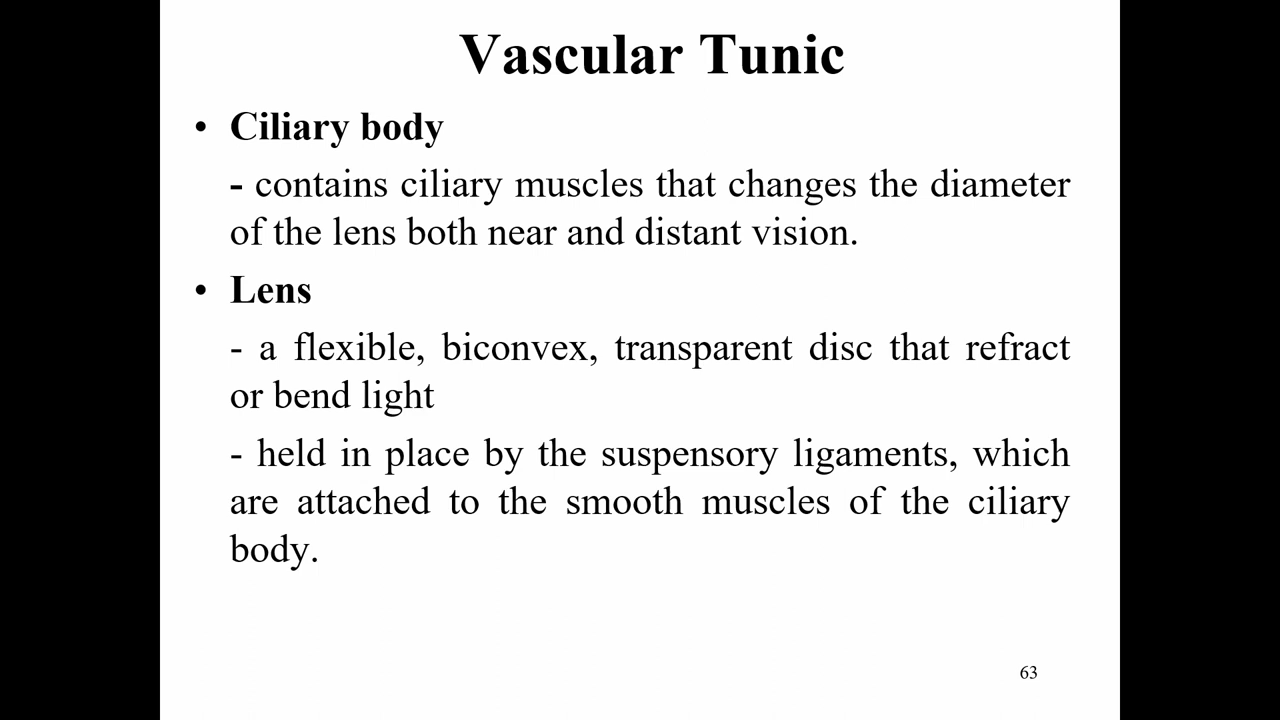 Vascular Tunic
• Ciliary body
- contains ciliary muscles that changes the diameter
of the lens both near and distant vision.
• Lens
- a flexible, biconvex, transparent disc that refract
or bend light
- held in place by the suspensory ligaments, which
are attached to the smooth muscles of the ciliary
body.
63